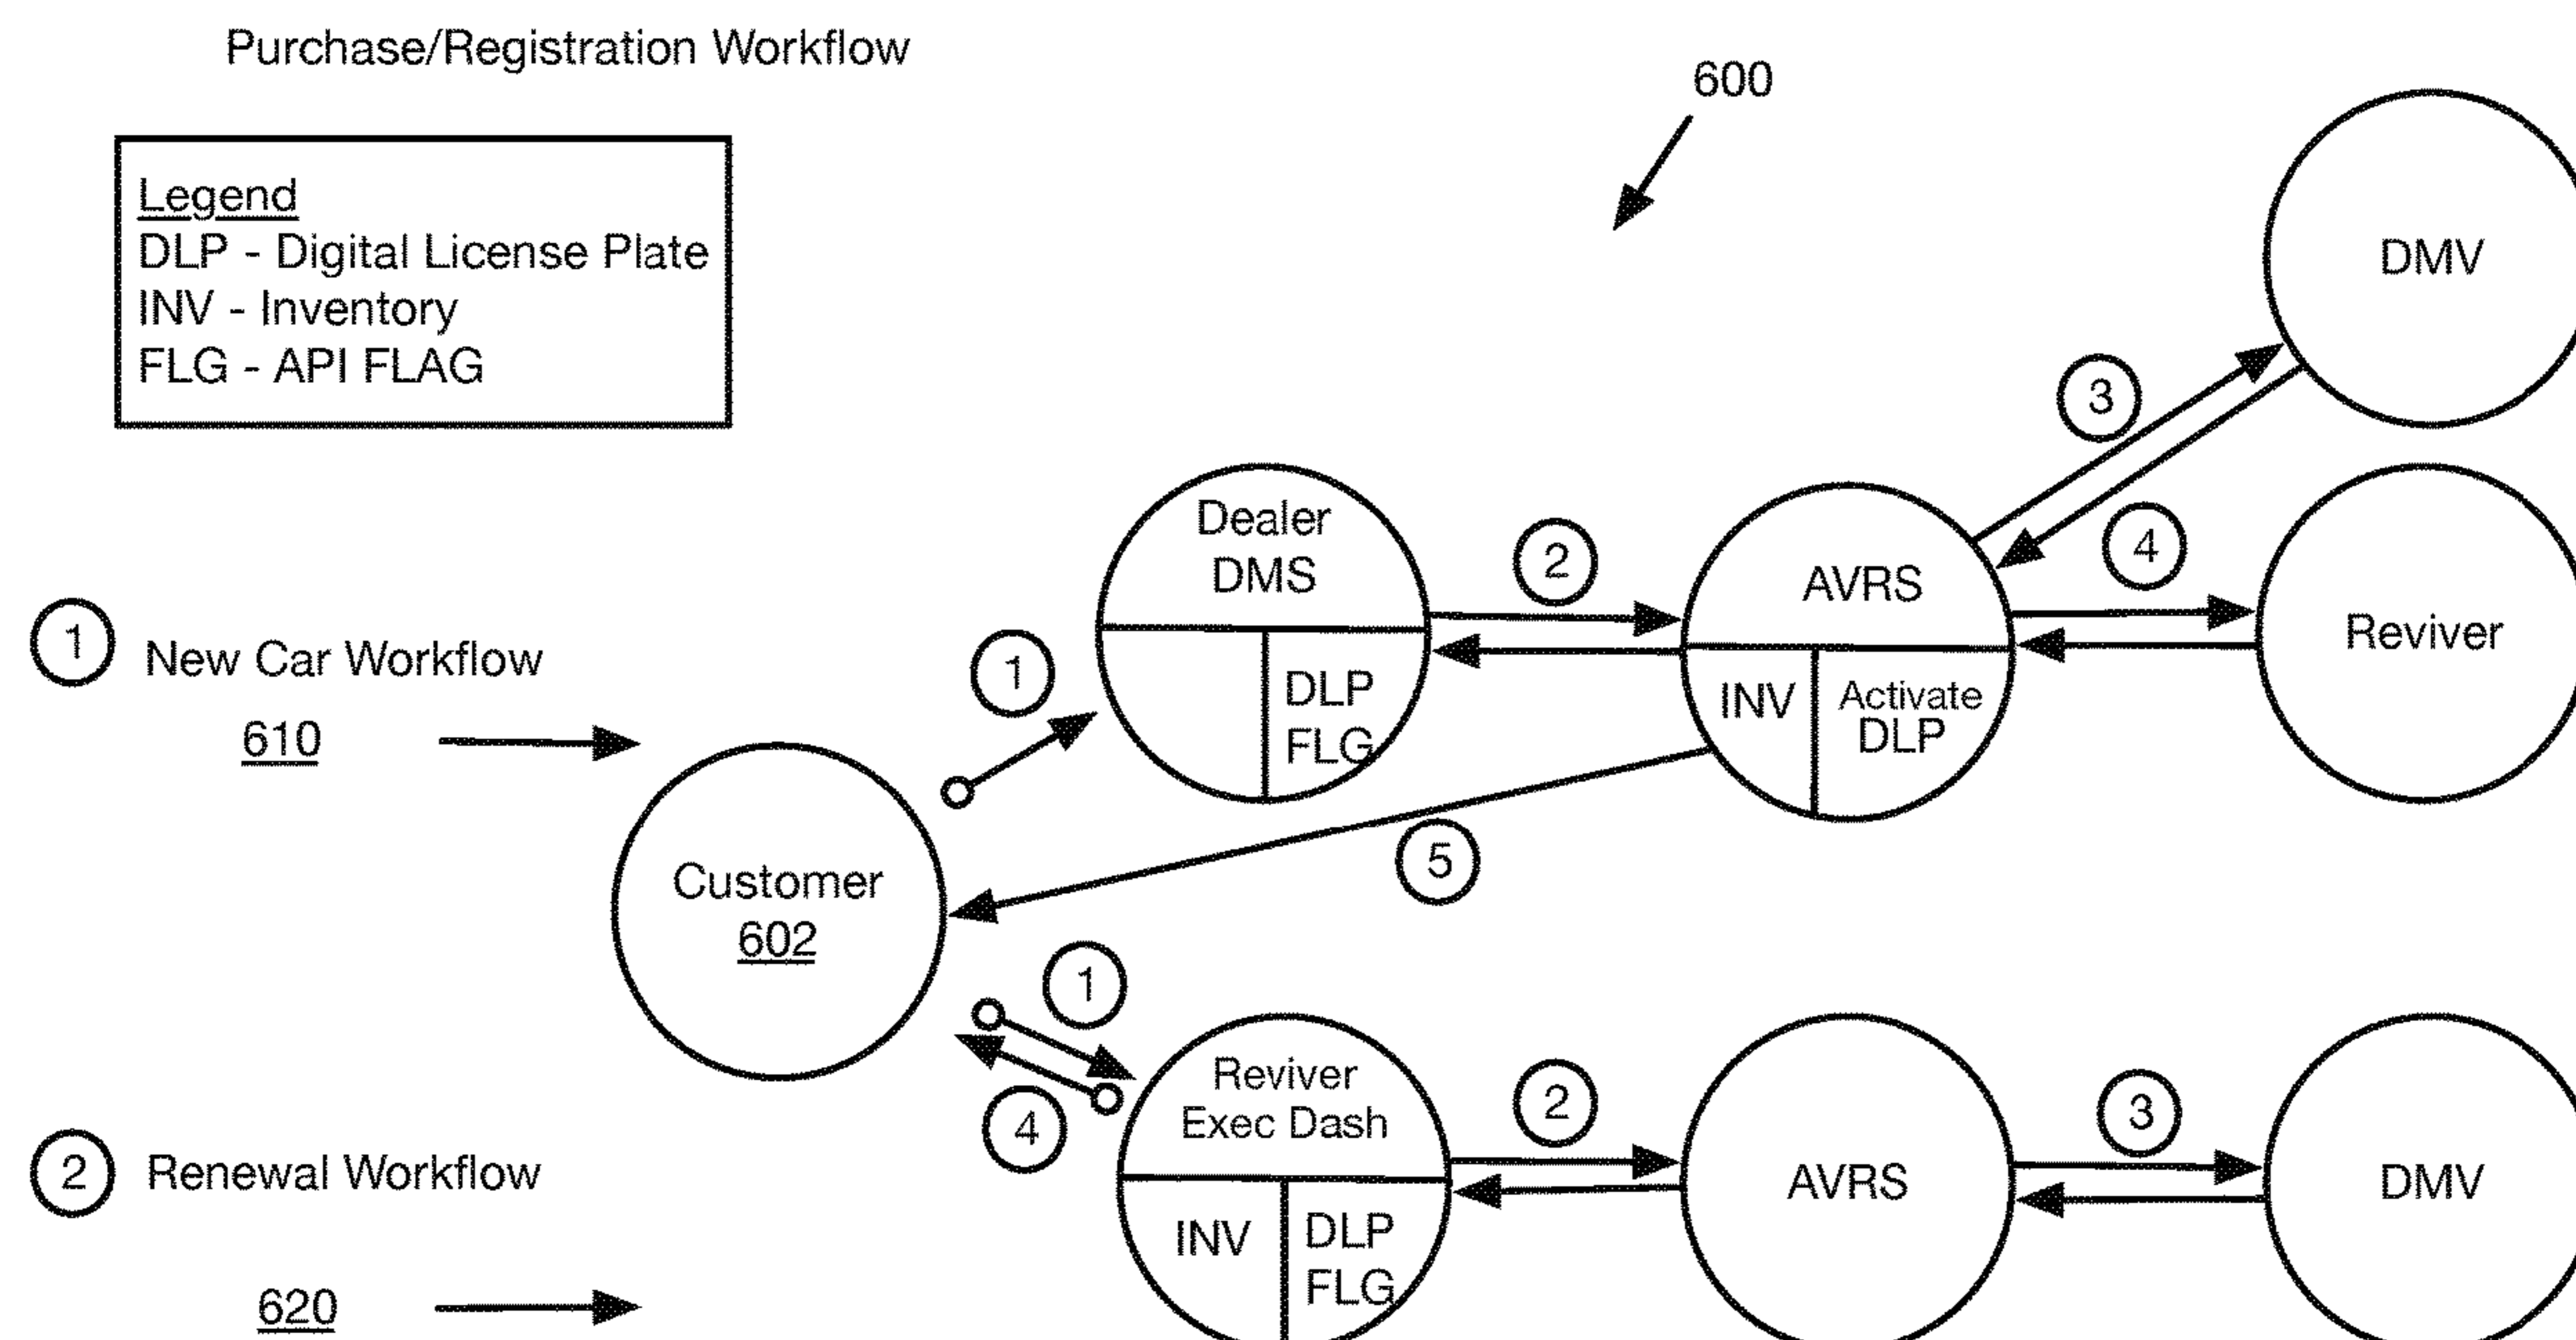 Purchase/Registration Workflow
600
Legend
DLP - Digital License Plate
INV - Inventory
FLG - API FLAG
DMV
3
Dealer
DMS
2
AVRS
4
Reviver
1
New Car Workflow
610
1
DLP
FLG
INV
Activate
DLP
5
Customer
602
1
4
Reviver
Exec Dash
2
AVRS
3
DMV
2
Renewal Workflow
INV
DLP
FLG
620